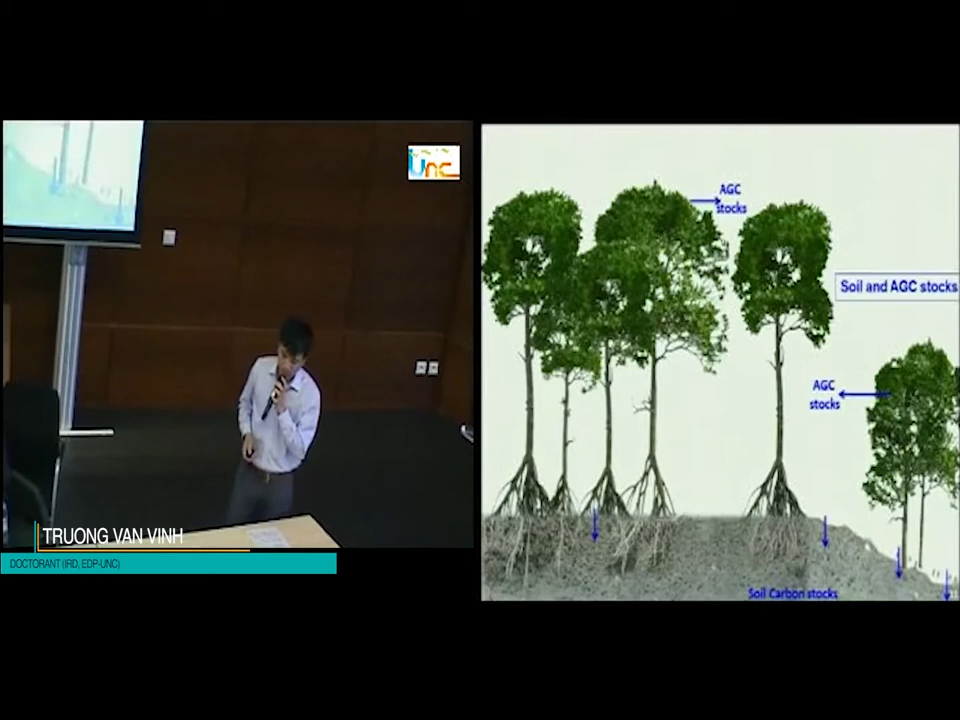 Unc
TRUONG VAN VINH
DOCTORANT (IRD, EDP-UNC)
AGC
stocks
Soil and AGC stocks
AGC
stocks
Soil Carbon stocks